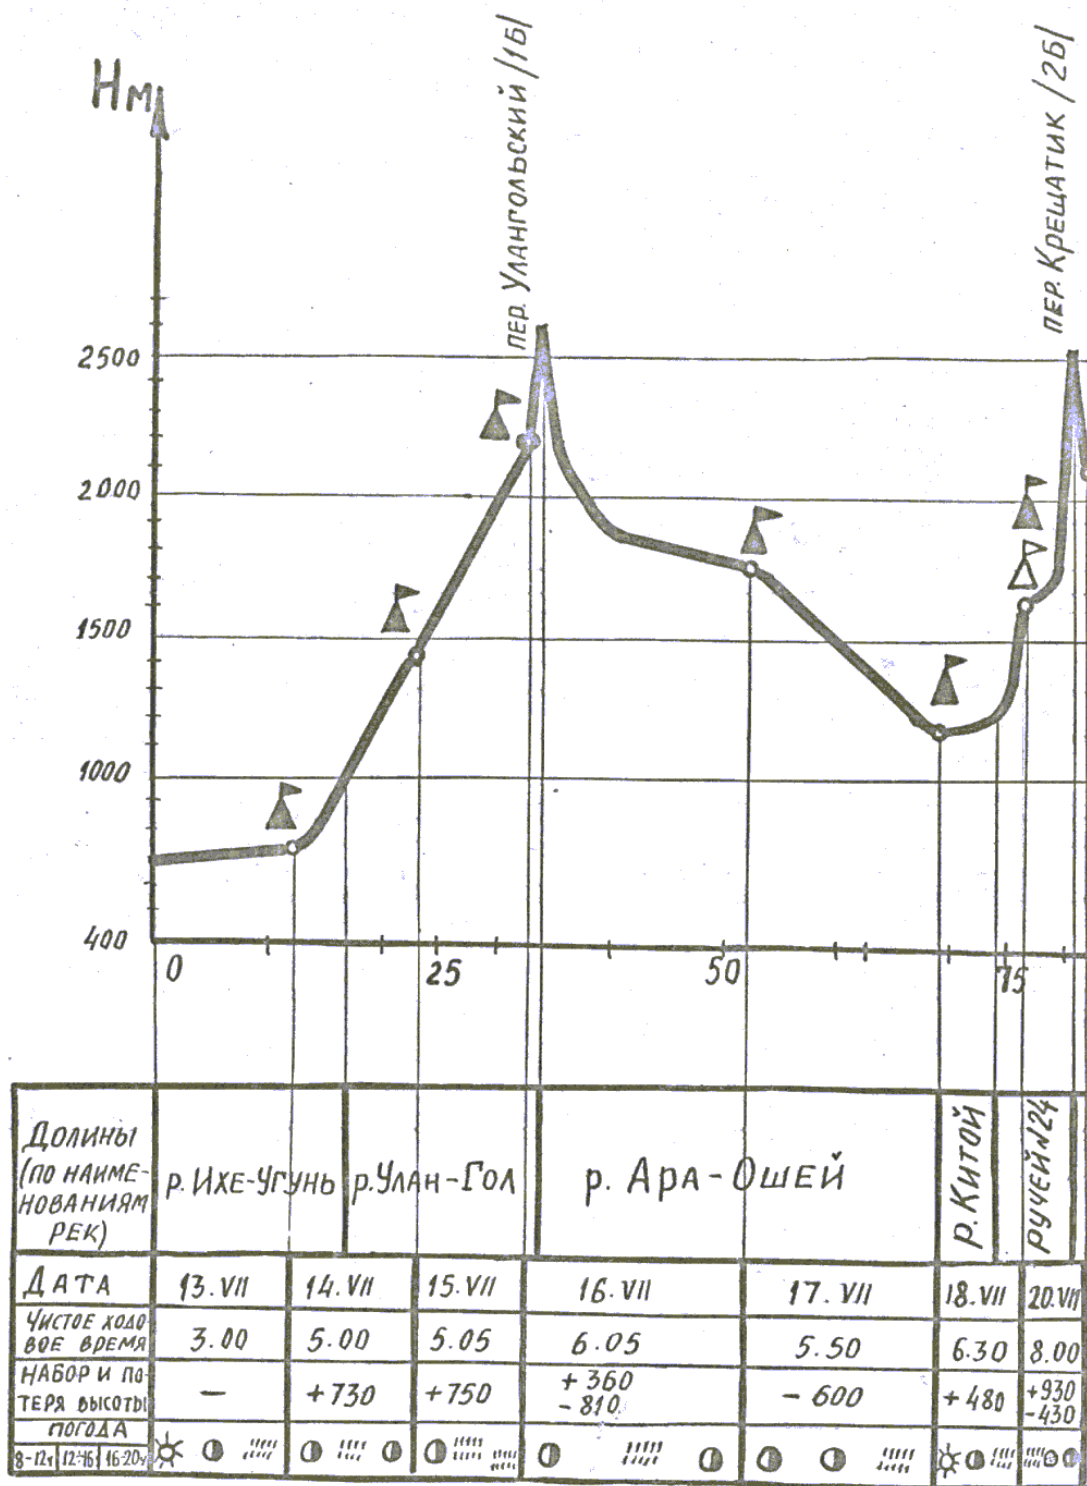 Нм
пер. Улангольский /1Б/
пер. Крещатик /2Б/
2500
2000
1500
1000
400
0 25 50 75
Долины
(по наиме-
нованиям
рек)
р. Ихе-Угунь р. Улан-Гол р. Ара-Ошей р. Китой ручей №24
Дата 13.VII 14.VII 15.VII 16.VII 17.VII 18.VII 20.VII
Чистое ходо-
вое время 3.00 5.00 5.05 6.05 5.50 6.30 8.00
Набор и по-
теря высоты — +730 +750 +360 -810 -600 +480 +930 -430
погода
8-12ч 12-16 16-20ч